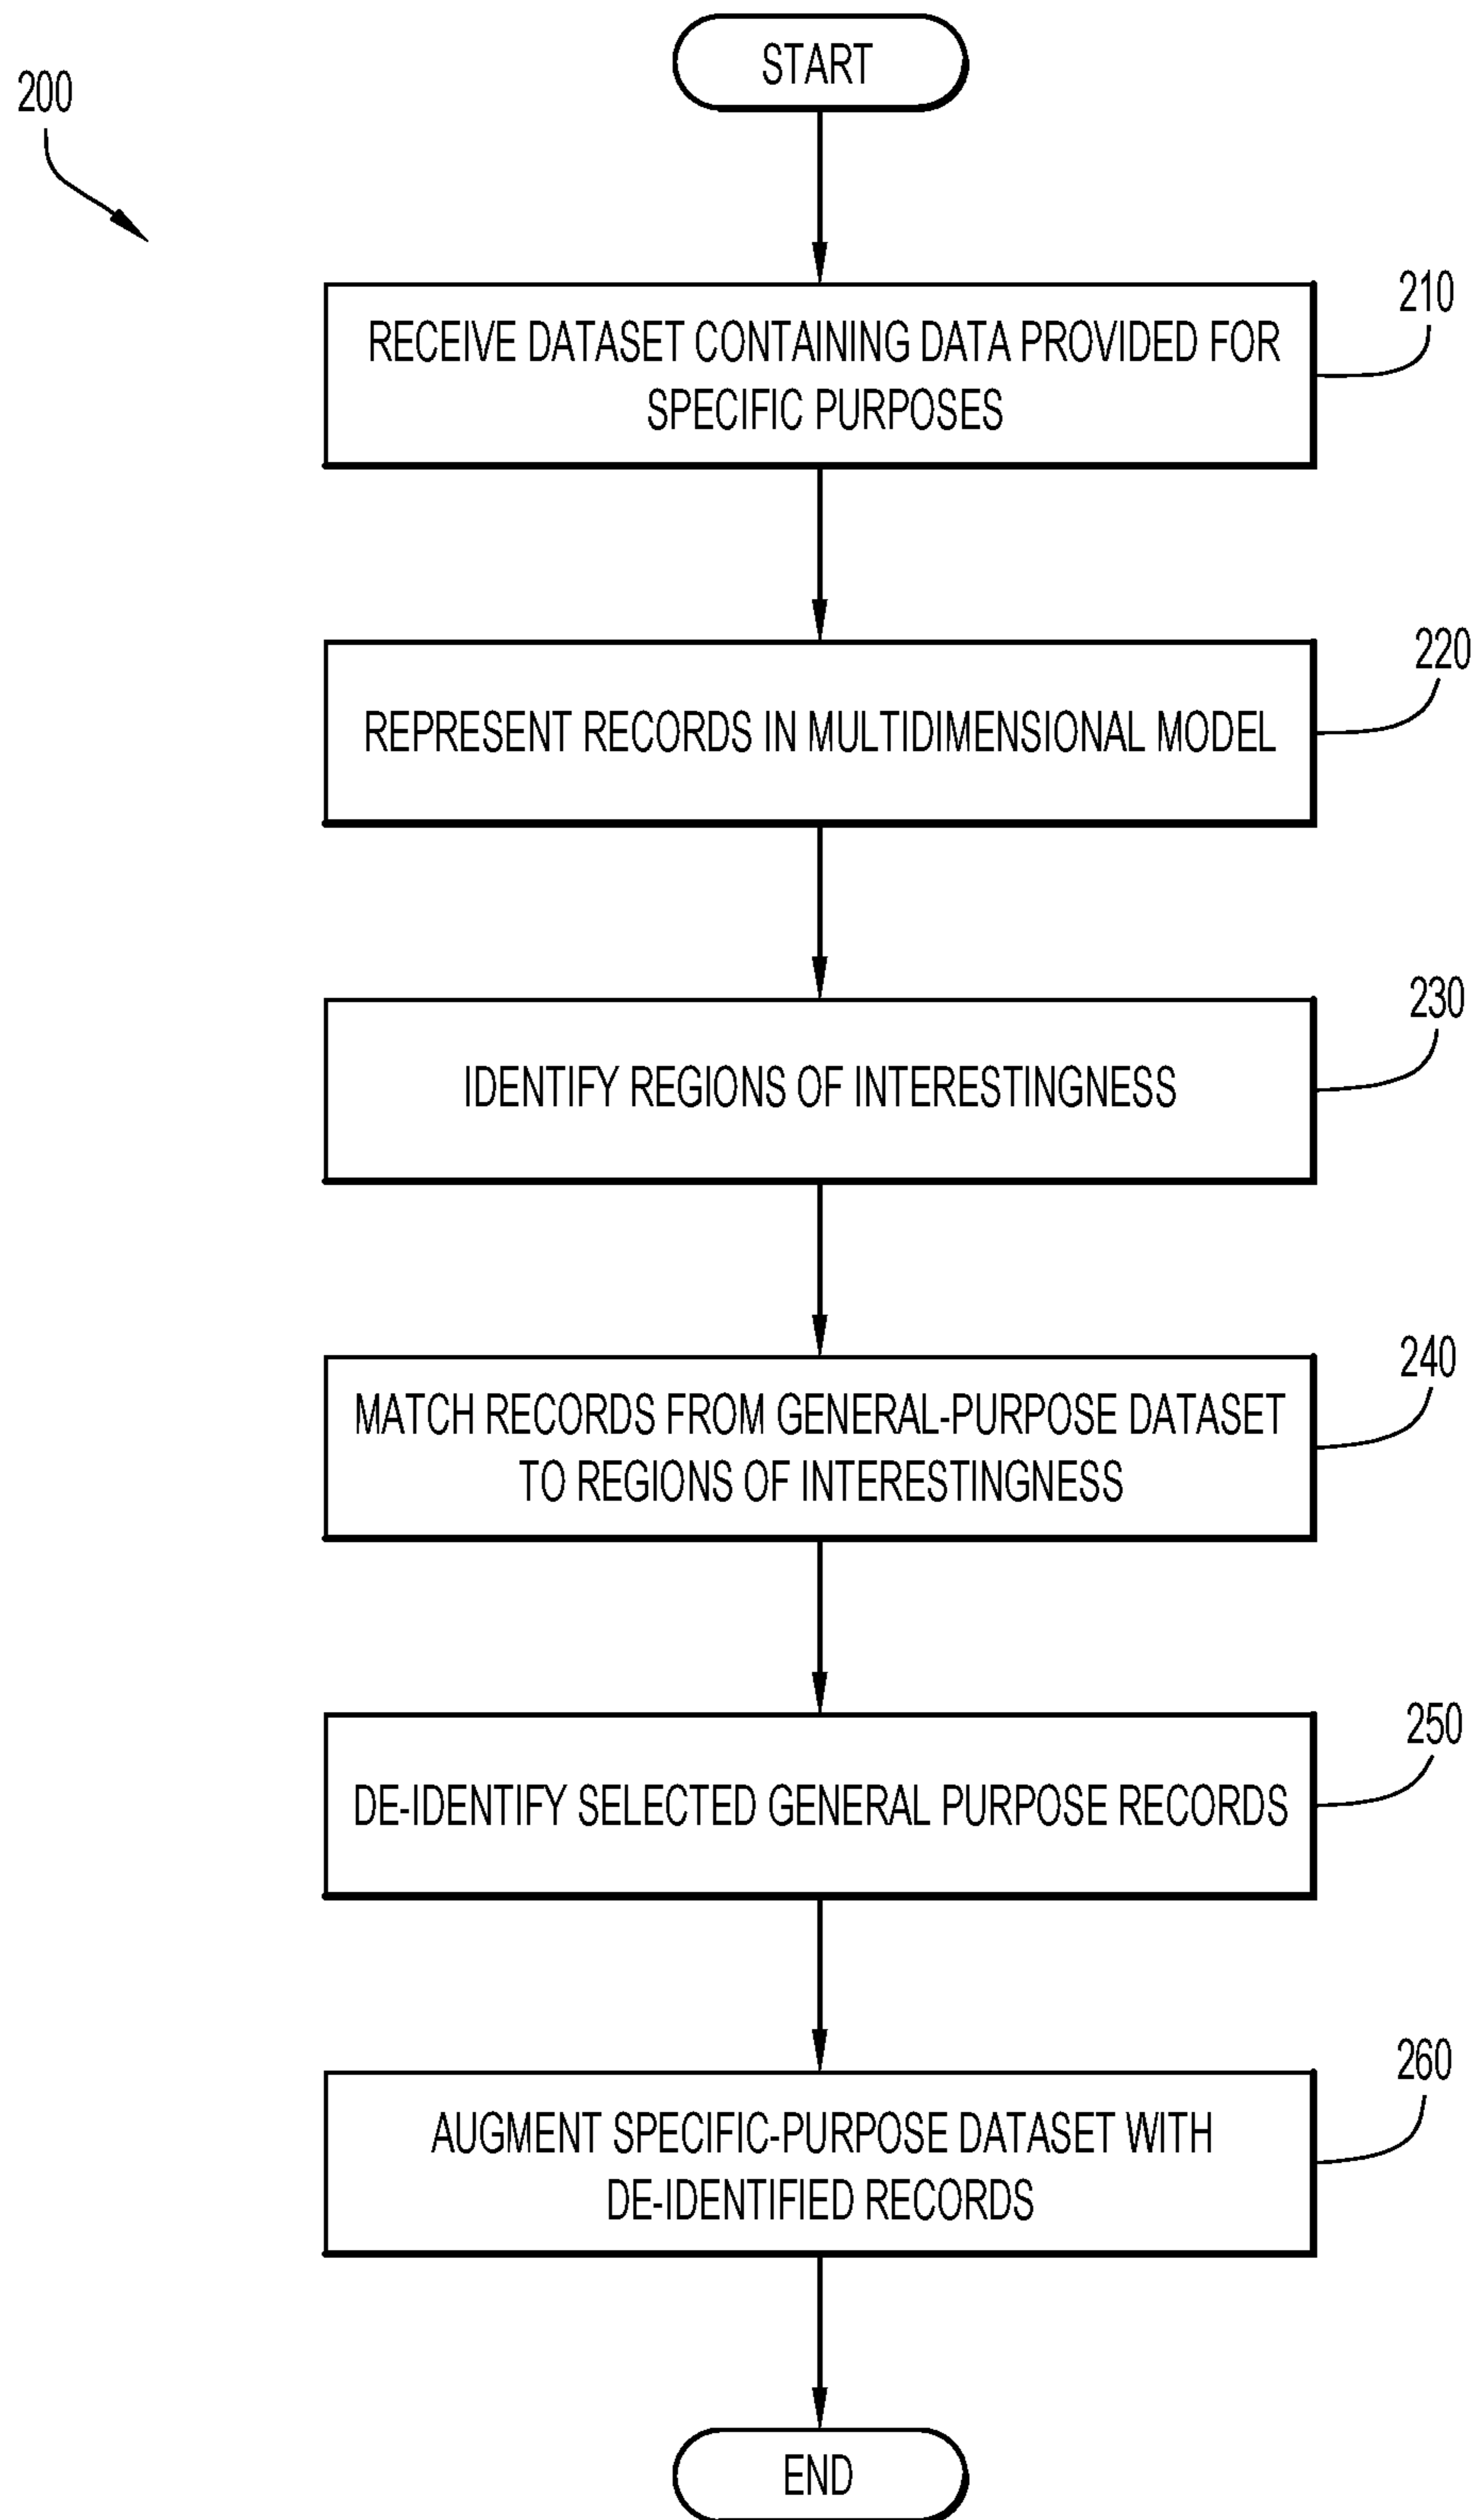 START
200
210
RECEIVE DATASET CONTAINING DATA PROVIDED FOR
SPECIFIC PURPOSES
220
REPRESENT RECORDS IN MULTIDIMENSIONAL MODEL
230
IDENTIFY REGIONS OF INTERESTINGNESS
240
MATCH RECORDS FROM GENERAL-PURPOSE DATASET
TO REGIONS OF INTERESTINGNESS
250
DE-IDENTIFY SELECTED GENERAL PURPOSE RECORDS
260
AUGMENT SPECIFIC-PURPOSE DATASET WITH
DE-IDENTIFIED RECORDS
END